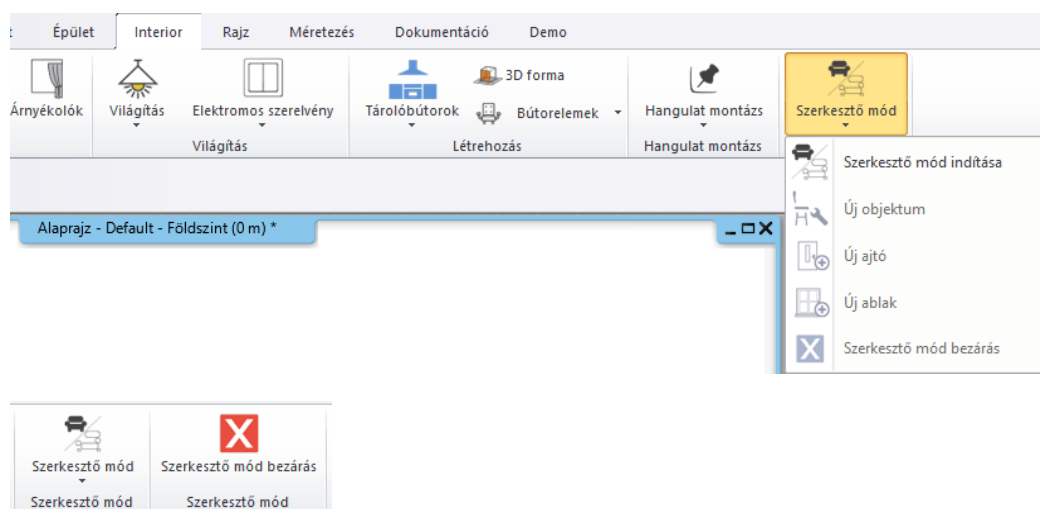 Épület Interior Rajz Méretezés Dokumentáció Demo
3D forma
Árnyékolók Világítás Elektromos szerelvény Tárolóbútorok Bútorelemek Hangulat montázs Szerkesztő mód
Világítás Létrehozás Hangulat montázs
Szerkesztő mód indítása
Új objektum
Alaprajz - Default - Földszint (0 m) *
Új ajtó
Új ablak
Szerkesztő mód bezárás
Szerkesztő mód Szerkesztő mód bezárás
Szerkesztő mód Szerkesztő mód